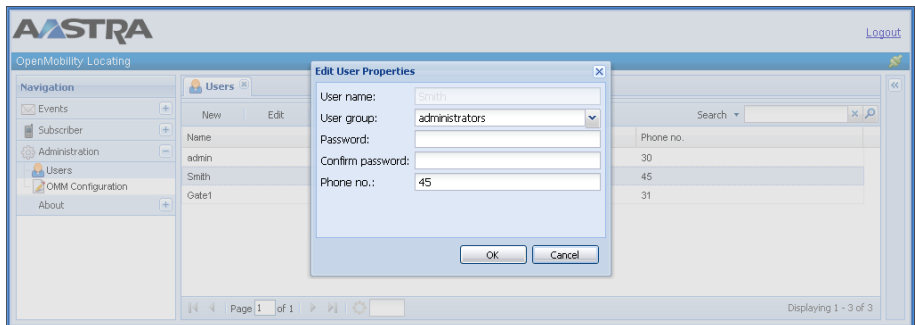 AASTRA
Logout
OpenMobility Locating
Navigation
Events
Subscriber
Administration
Users
OMM Configuration
About
Users
New Edit Search
Name Phone no.
admin 30
Smith 45
Gate1 31
Edit User Properties
User name: Smith
User group: administrators
Password:
Confirm password:
Phone no.: 45
OK Cancel
Page 1 of 1
Displaying 1 - 3 of 3